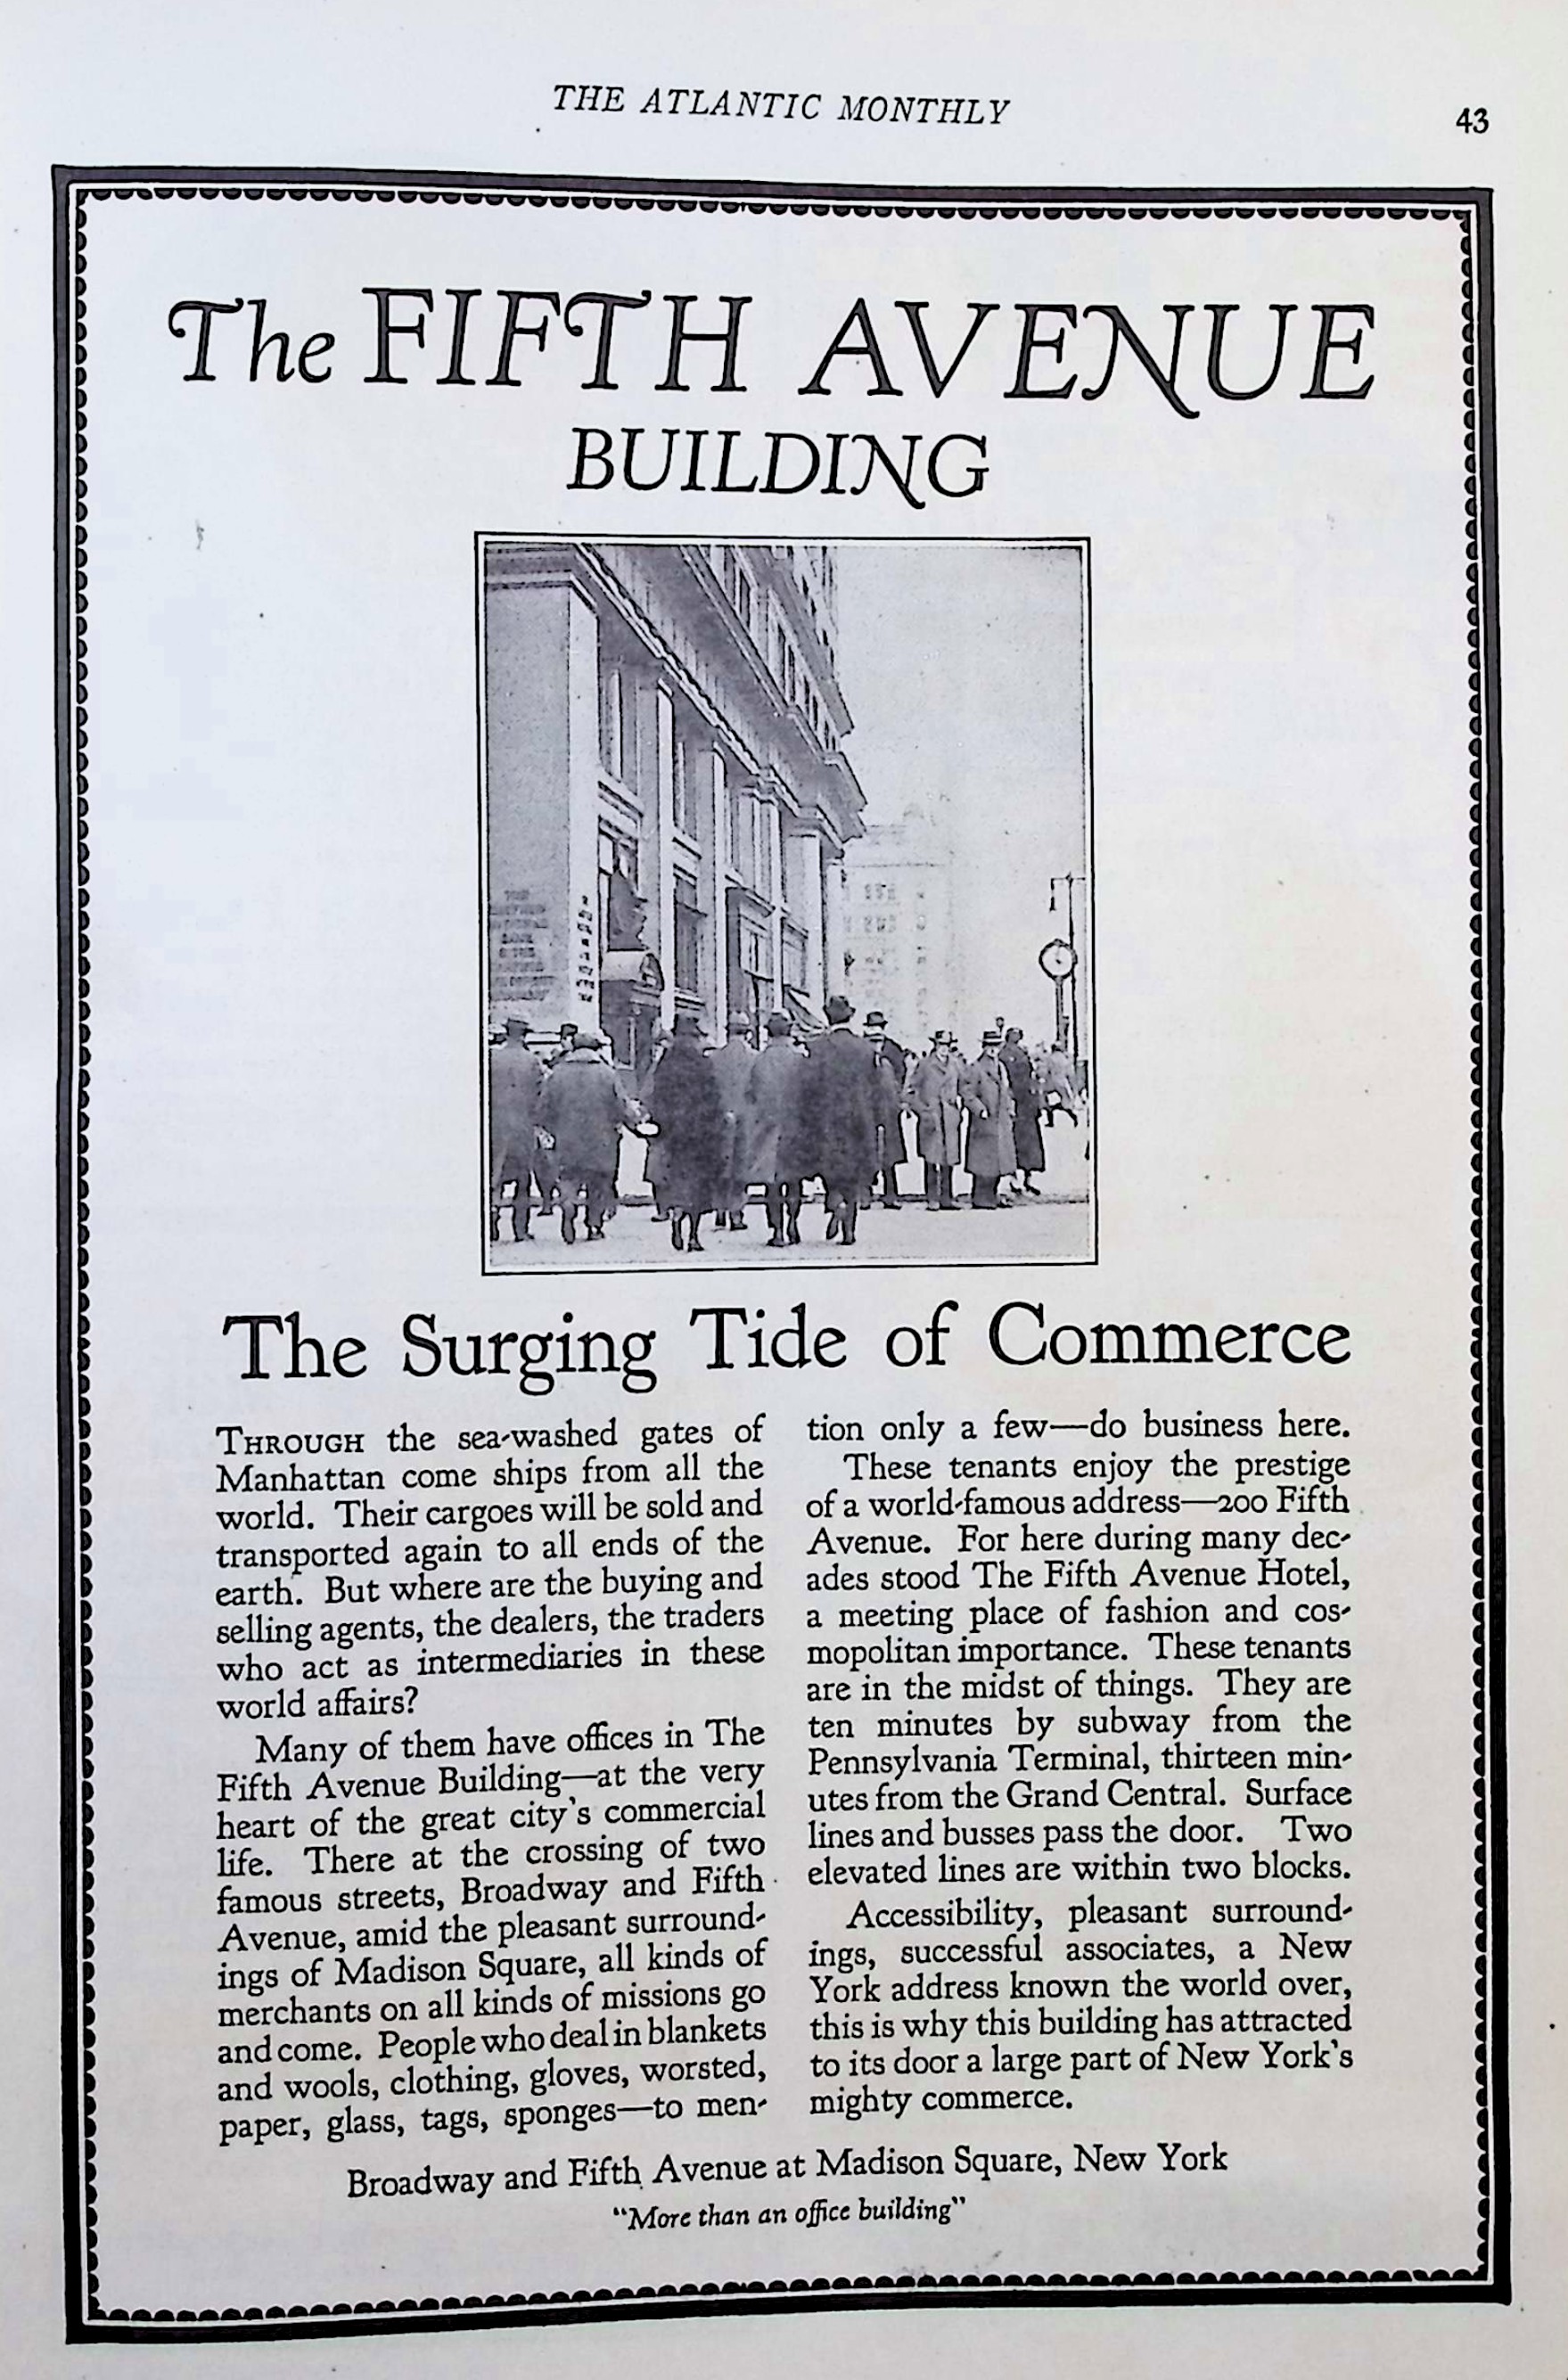 THE ATLANTIC MONTHLY
43
The FIFTH AVENUE
BUILDING
The Surging Tide of Commerce
THROUGH the sea-washed gates of
Manhattan come ships from all the
world. Their cargoes will be sold and
transported again to all ends of the
earth. But where are the buying and
selling agents, the dealers, the traders
who act as intermediaries in these
world affairs?
Many of them have offices in The
Fifth Avenue Building—at the very
heart of the great city's commercial
life. There at the crossing of two
famous streets, Broadway and Fifth
Avenue, amid the pleasant surround-
ings of Madison Square, all kinds of
merchants on all kinds of missions go
and come. People who deal in blankets
and wools, clothing, gloves, worsted,
paper, glass, tags, sponges—to men-
tion only a few—do business here.
These tenants enjoy the prestige
of a world-famous address—200 Fifth
Avenue. For here during many dec-
ades stood The Fifth Avenue Hotel,
a meeting place of fashion and cos-
mopolitan importance. These tenants
are in the midst of things. They are
ten minutes by subway from the
Pennsylvania Terminal, thirteen min-
utes from the Grand Central. Surface
lines and busses pass the door. Two
elevated lines are within two blocks.
Accessibility, pleasant surround-
ings, successful associates, a New
York address known the world over,
this is why this building has attracted
to its door a large part of New York's
mighty commerce.
Broadway and Fifth Avenue at Madison Square, New York
"More than an office building"